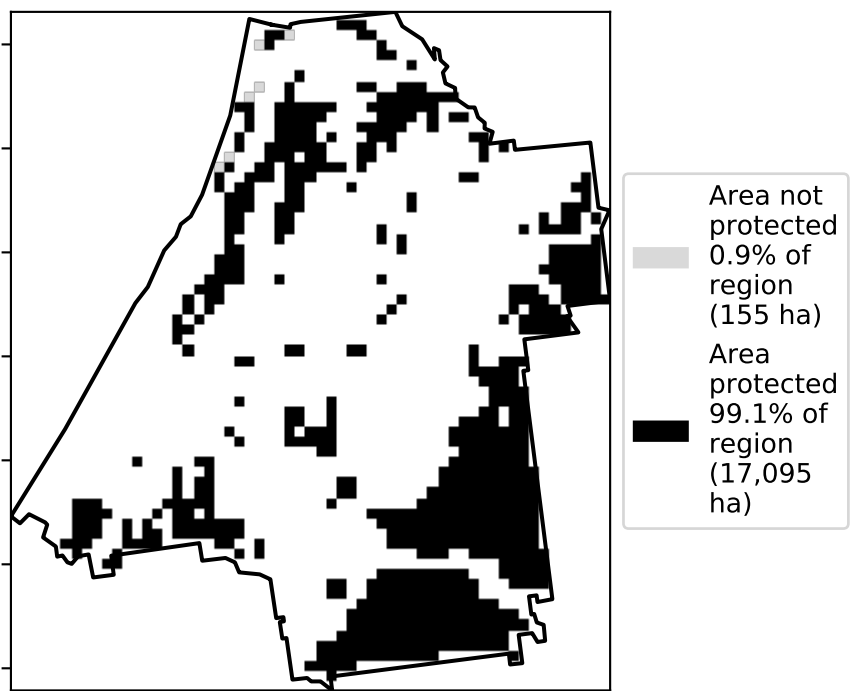 Area not
protected
0.9% of
region
(155 ha)
Area
protected
99.1% of
region
(17,095
ha)